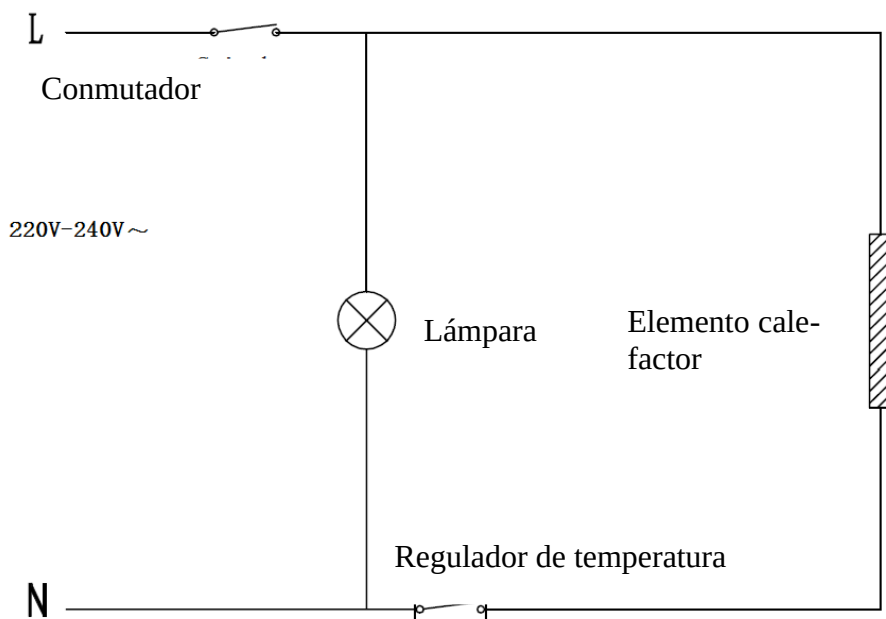 L
Conmutador
220V-240V～
Lámpara
Elemento cale-
factor
Regulador de temperatura
N